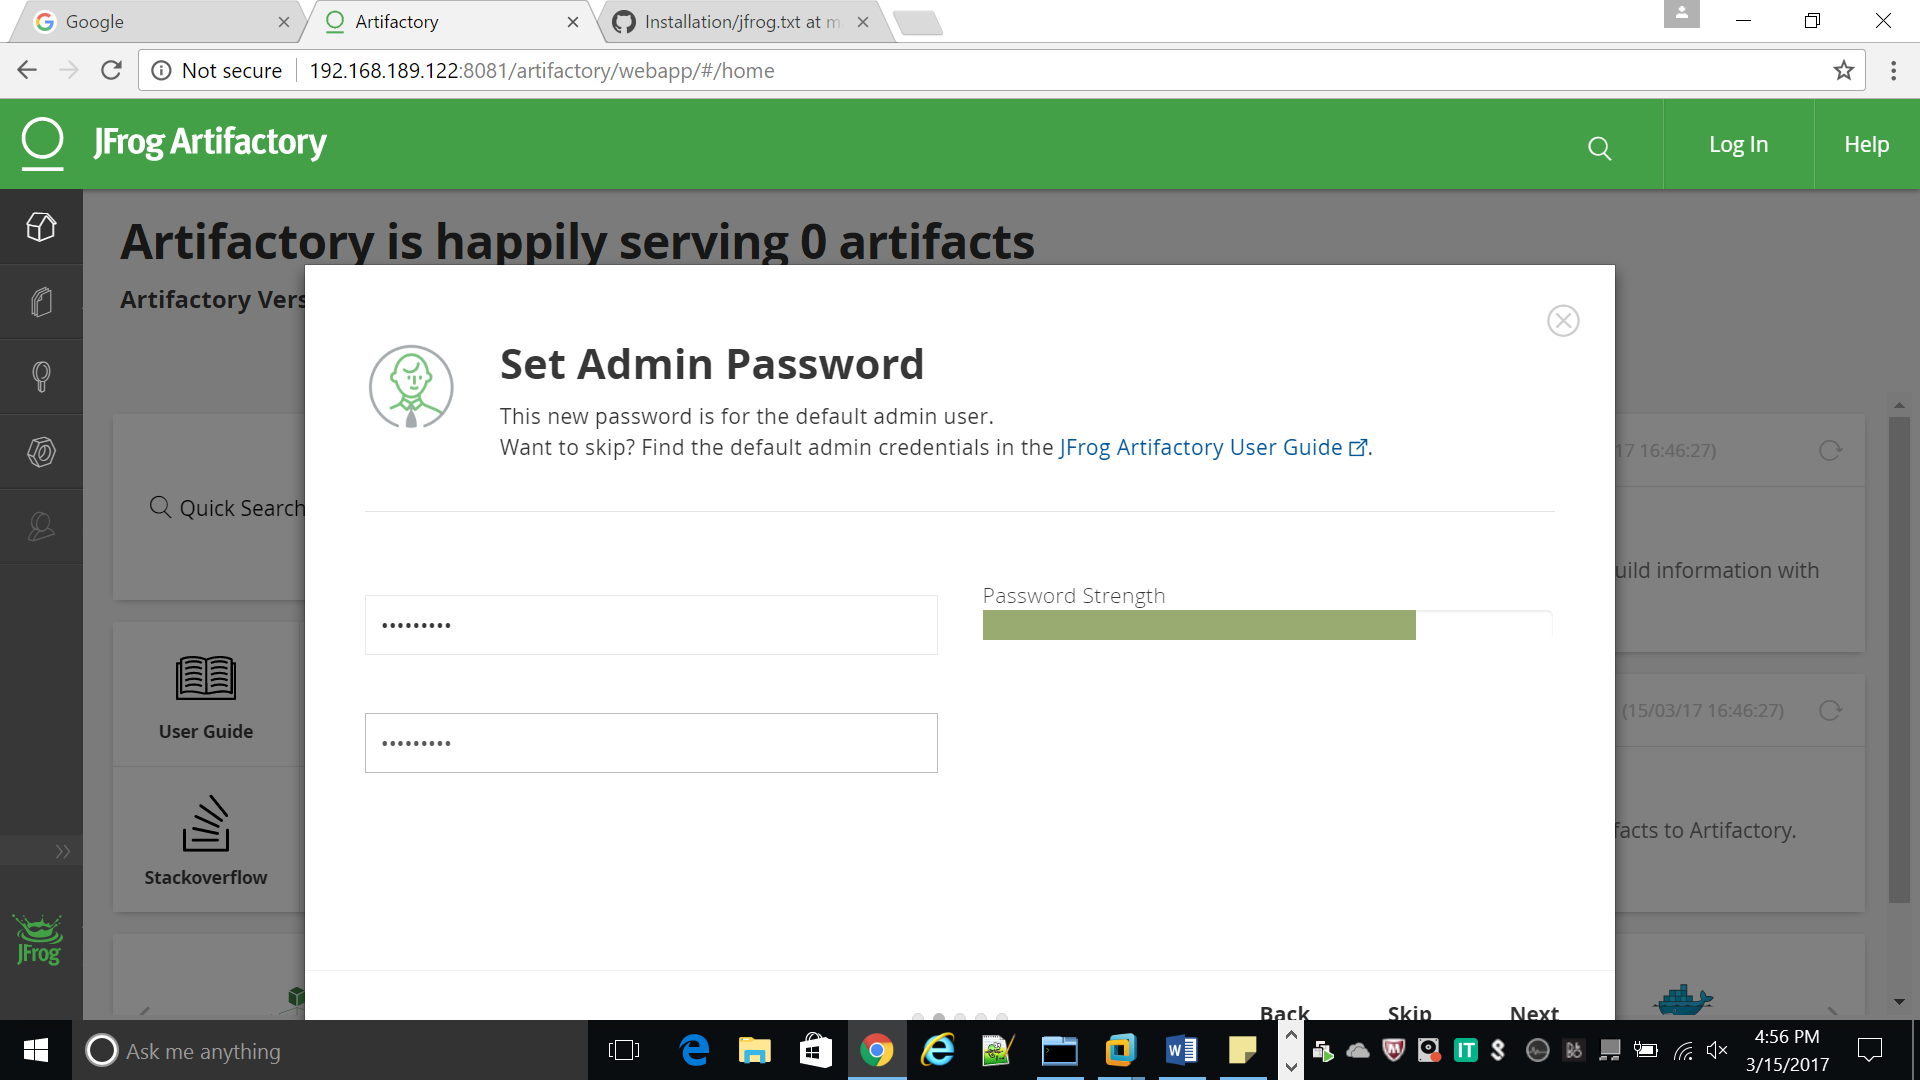 Google
Artifactory
Installation/jfrog.txt at m
Not secure
192.168.189.122:8081/artifactory/webapp/#/home
JFrog Artifactory
Log In
Help
Artifactory is happily serving 0 artifacts
Artifactory Vers
Set Admin Password
This new password is for the default admin user.
Want to skip? Find the default admin credentials in the JFrog Artifactory User Guide.
17 16:46:27)
Quick Search
uild information with
Password Strength
•••••••••
•••••••••
User Guide
(15/03/17 16:46:27)
facts to Artifactory.
Stackoverflow
JFrog
Back
Skip
Next
Ask me anything
4:56 PM
3/15/2017